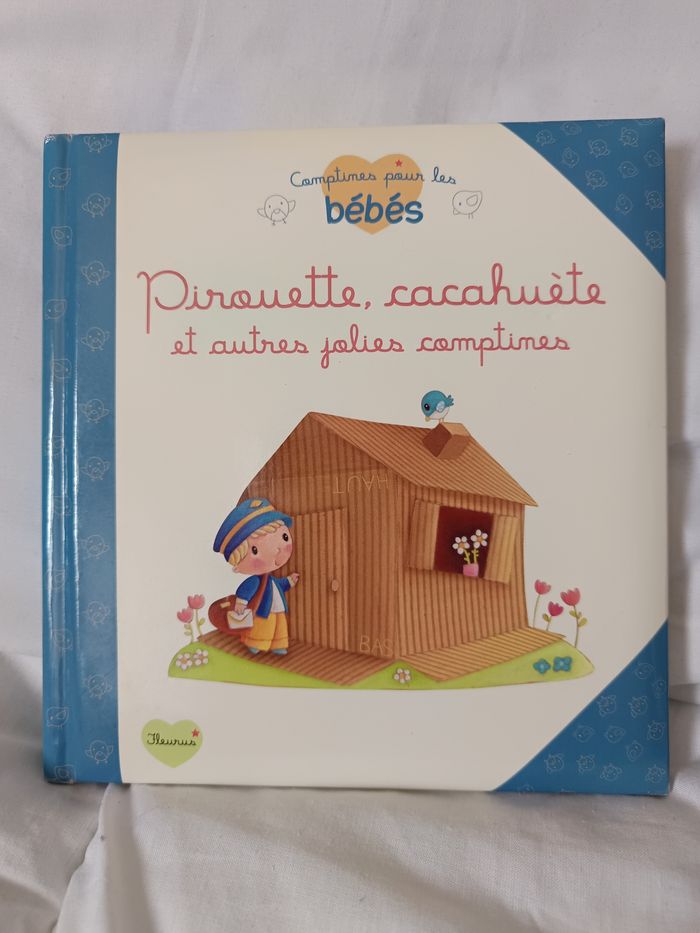 Comptines pour les
bébés
Pirouette, cacahuète
et autres jolies comptines
HAUT
BAS
Fleurus